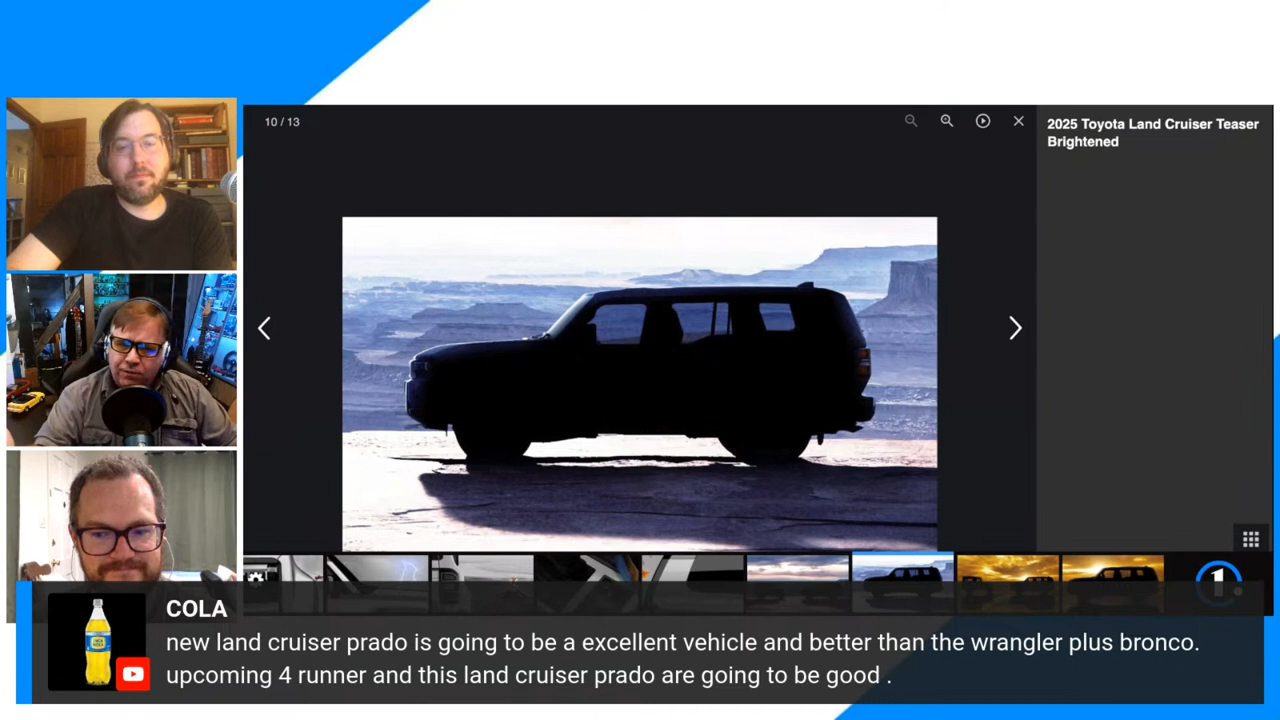 10 / 13
2025 Toyota Land Cruiser Teaser
Brightened
1.
COLA
new land cruiser prado is going to be a excellent vehicle and better than the wrangler plus bronco.
upcoming 4 runner and this land cruiser prado are going to be good .